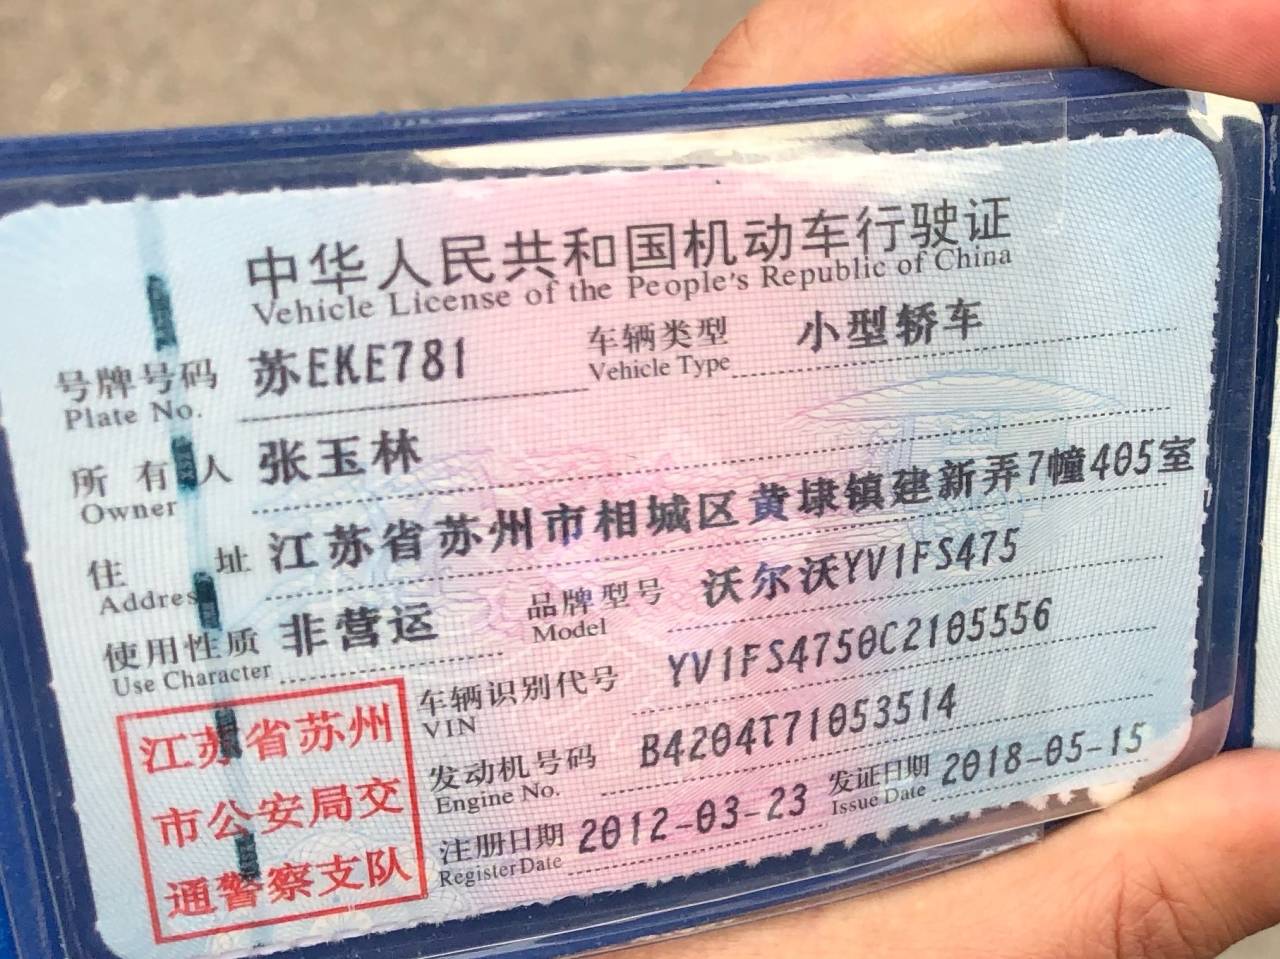 中华人民共和国机动车行驶证
Vehicle License of the People's Republic of China
号牌号码 苏EKE781 车辆类型 小型轿车
Plate No. Vehicle Type
所有人 张玉林
Owner
住址 江苏省苏州市相城区黄埭镇建新弄7幢405室
Address
使用性质 非营运 品牌型号 沃尔沃YV1FS475
Use Character Model
车辆识别代号 YV1FS4750C2105556
VIN
发动机号码 B4204T71053514
Engine No.
注册日期 2012-03-23 发证日期 2018-05-15
Register Date Issue Date
江苏省苏州
市公安局交
通警察支队